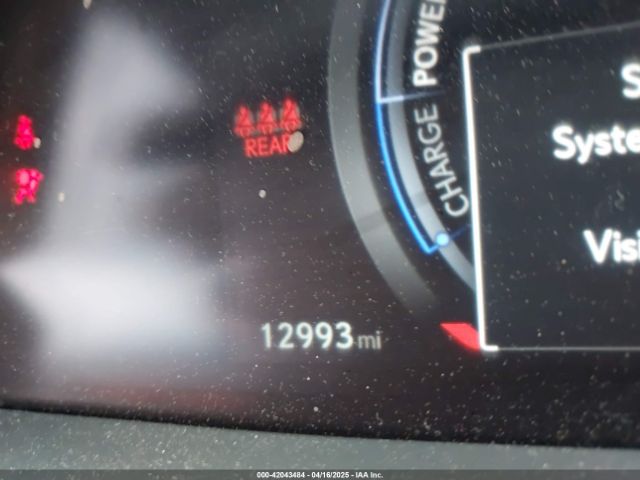 POWER
CHARGE
REAR
S
Syste
Visi
12993 mi
000-42043484 - 04/16/2025 - IAA Inc.